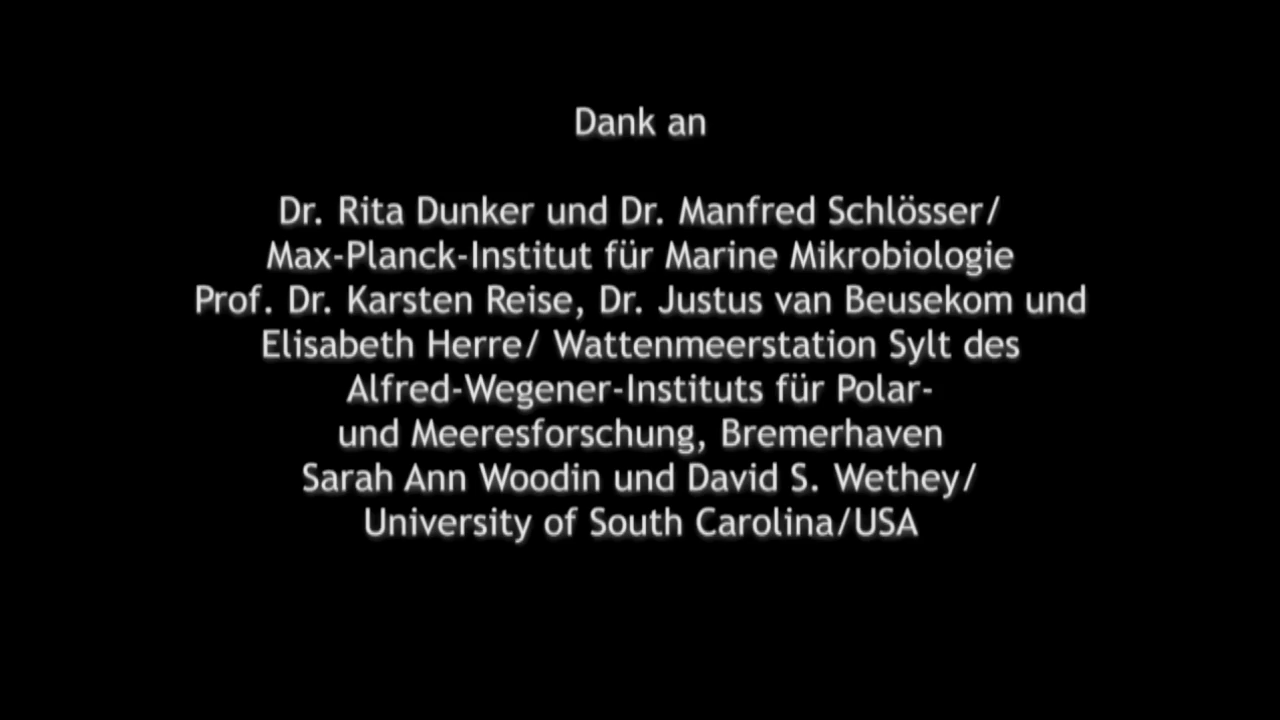 Dank an
Dr. Rita Dunker und Dr. Manfred Schlösser/
Max-Planck-Institut für Marine Mikrobiologie
Prof. Dr. Karsten Reise, Dr. Justus van Beusekom und
Elisabeth Herre/ Wattenmeerstation Sylt des
Alfred-Wegener-Instituts für Polar-
und Meeresforschung, Bremerhaven
Sarah Ann Woodin und David S. Wethey/
University of South Carolina/USA